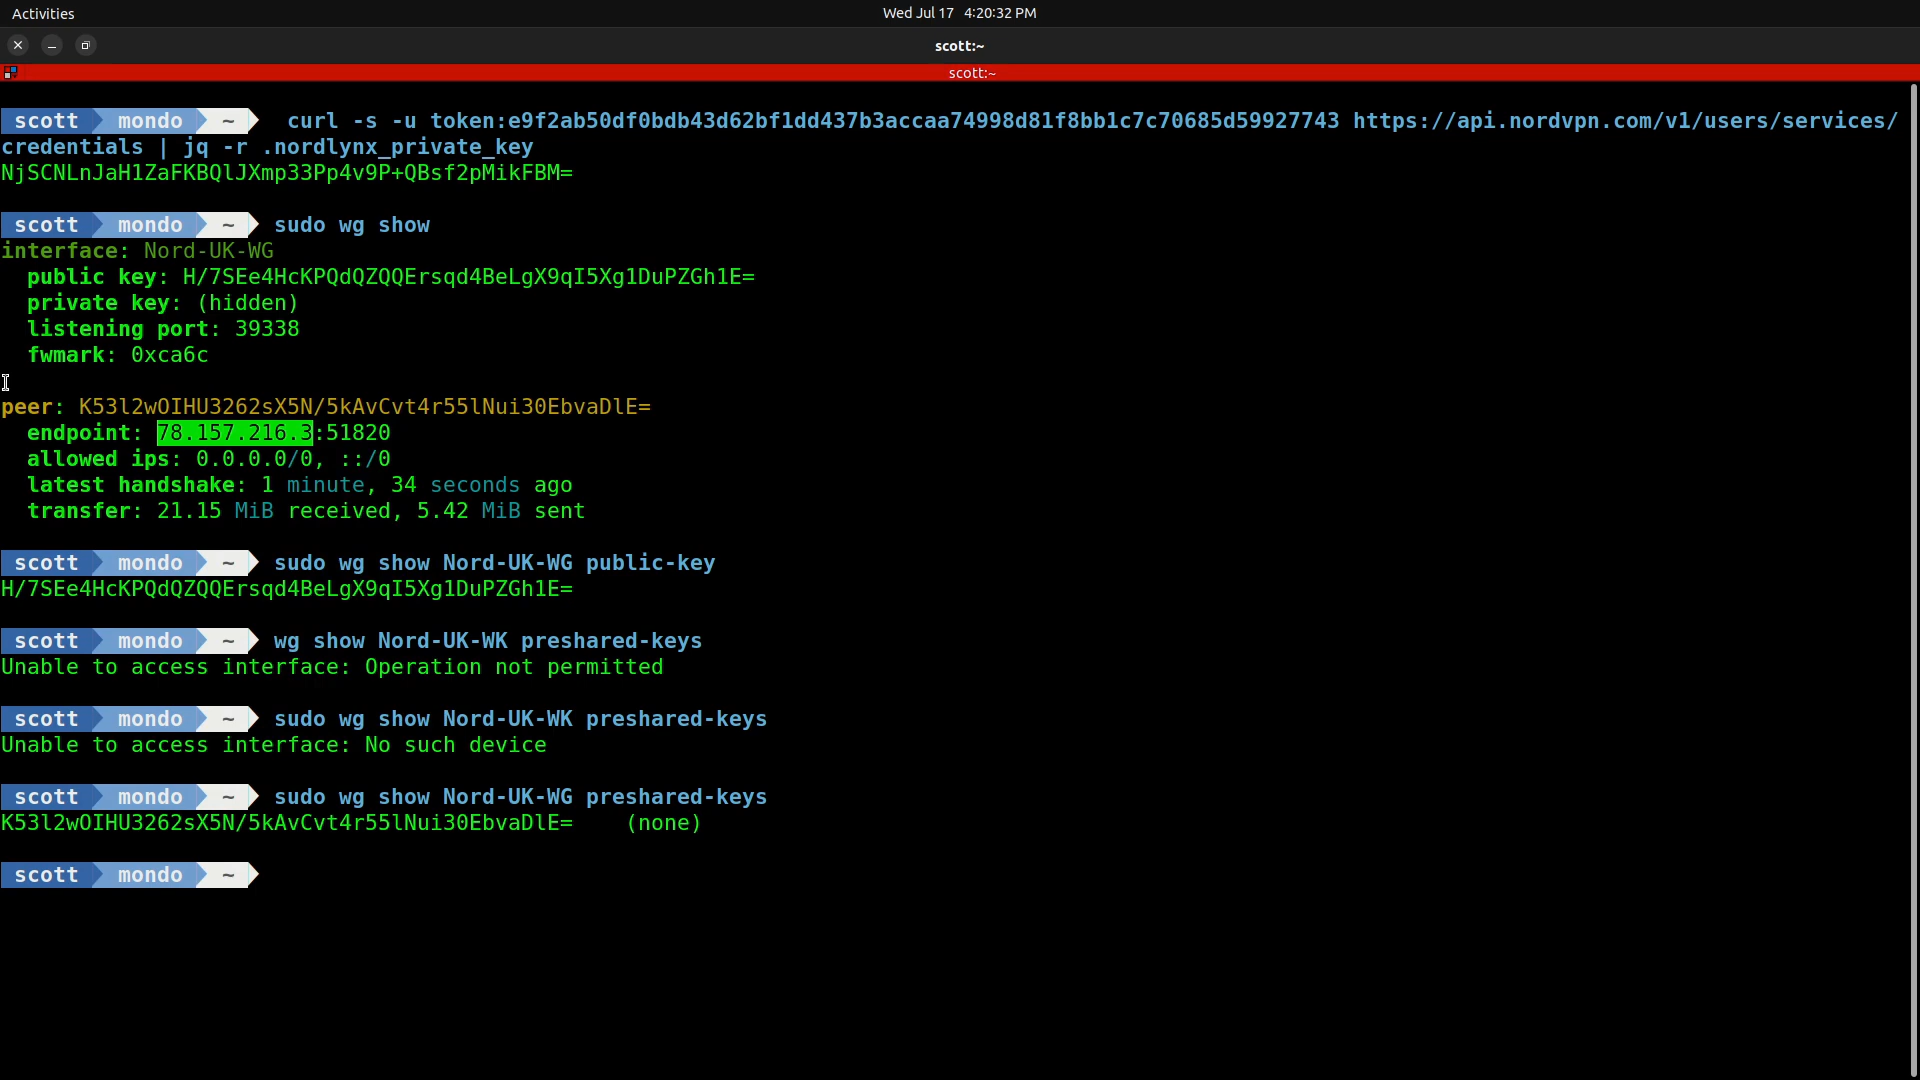 Activities
Wed Jul 17 4:20:32 PM
scott:~
scott:~
scott mondo ~ curl -s -u token:e9f2ab50df0bdb43d62bf1dd437b3accaa74998d81f8bb1c7c70685d59927743 https://api.nordvpn.com/v1/users/services/
credentials | jq -r .nordlynx_private_key
NjSCNLnJaH1ZaFKBQlJXmp33Pp4v9P+QBsf2pMikFBM=
scott mondo ~ sudo wg show
interface: Nord-UK-WG
public key: H/7SEe4HcKPQdQZQQErsqd4BeLgX9qI5Xg1DuPZGh1E=
private key: (hidden)
listening port: 39338
fwmark: 0xca6c
peer: K53l2wOIHU3262sX5N/5kAvCvt4r55lNui30EbvaDlE=
endpoint: 78.157.216.3:51820
allowed ips: 0.0.0.0/0, ::/0
latest handshake: 1 minute, 34 seconds ago
transfer: 21.15 MiB received, 5.42 MiB sent
scott mondo ~ sudo wg show Nord-UK-WG public-key
H/7SEe4HcKPQdQZQQErsqd4BeLgX9qI5Xg1DuPZGh1E=
scott mondo ~ wg show Nord-UK-WK preshared-keys
Unable to access interface: Operation not permitted
scott mondo ~ sudo wg show Nord-UK-WK preshared-keys
Unable to access interface: No such device
scott mondo ~ sudo wg show Nord-UK-WG preshared-keys
K53l2wOIHU3262sX5N/5kAvCvt4r55lNui30EbvaDlE= (none)
scott mondo ~